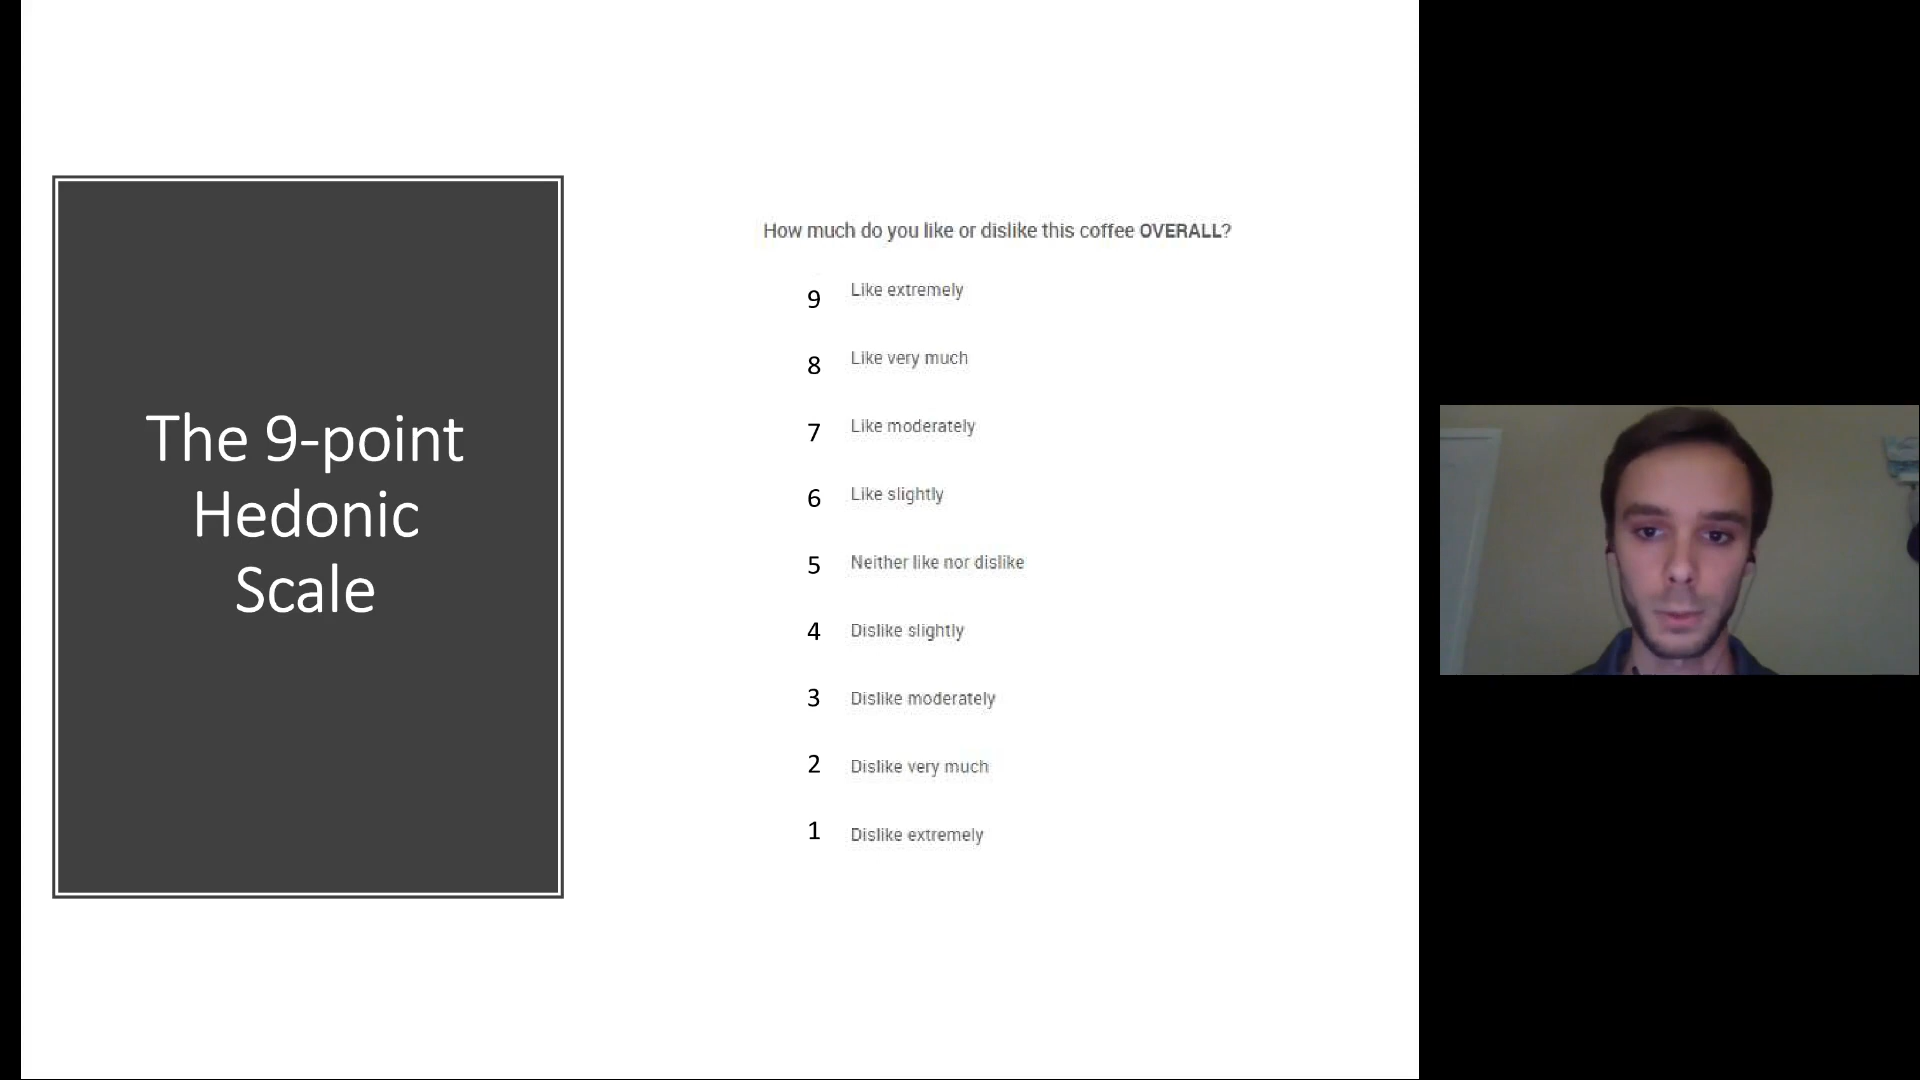 The 9-point
Hedonic
Scale
How much do you like or dislike this coffee OVERALL?
9 Like extremely
8 Like very much
7 Like moderately
6 Like slightly
5 Neither like nor dislike
4 Dislike slightly
3 Dislike moderately
2 Dislike very much
1 Dislike extremely